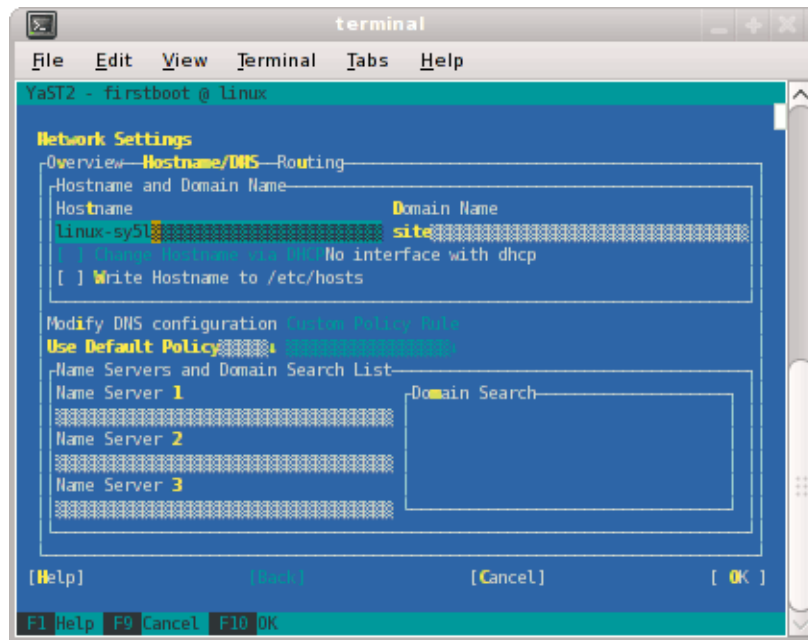 terminal
File Edit View Terminal Tabs Help
YaST2 - firstboot @ linux
Network Settings
Overview Hostname/DNS Routing
Hostname and Domain Name
Hostname Domain Name
linux-sy5l site
[ ] Change Hostname via DHCP No interface with dhcp
[ ] Write Hostname to /etc/hosts
Modify DNS configuration Custom Policy Rule
Use Default Policy
Name Servers and Domain Search List
Name Server 1 Domain Search
Name Server 2
Name Server 3
[Help] [Back] [Cancel] [ OK ]
F1 Help F9 Cancel F10 OK